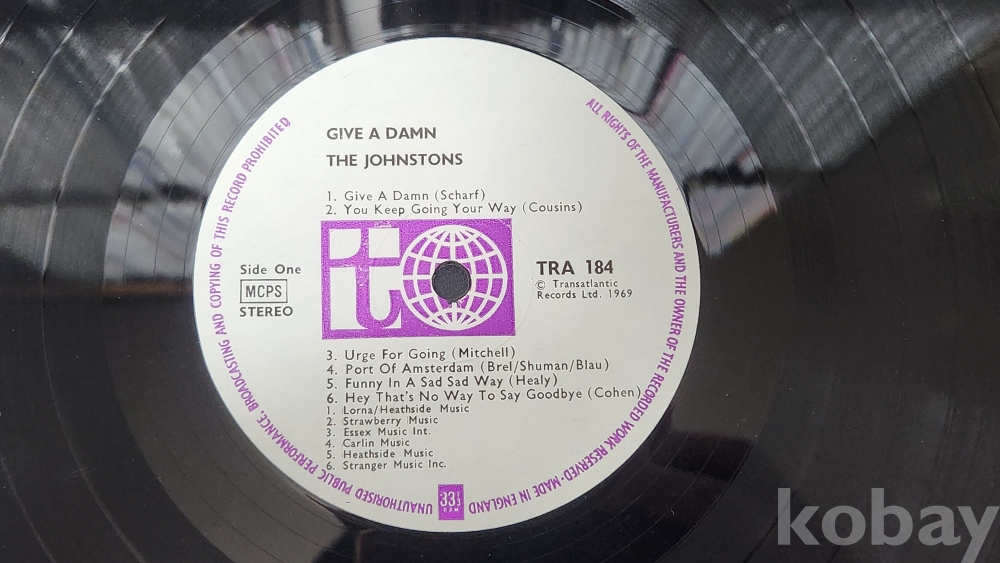 GIVE A DAMN
THE JOHNSTONS
1. Give A Damn (Scharf)
2. You Keep Going Your Way (Cousins)
Side One
MCPS
STEREO
TRA 184
© Transatlantic
Records Ltd. 1969
3. Urge For Going (Mitchell)
4. Port Of Amsterdam (Brel/Shuman/Blau)
5. Funny In A Sad Sad Way (Healy)
6. Hey That's No Way To Say Goodbye (Cohen)
1. Lorna/Heathside Music
2. Strawberry Music
3. Essex Music Int.
4. Carlin Music
5. Heathside Music
6. Stranger Music Inc.
ALL RIGHTS OF THE MANUFACTURERS AND THE OWNER OF THE RECORDED WORK RESERVED-MADE IN ENGLAND
33⅓ RPM
UNAUTHORISED PUBLIC PERFORMANCE, BROADCASTING AND COPYING OF THIS RECORD PROHIBITED
kobay